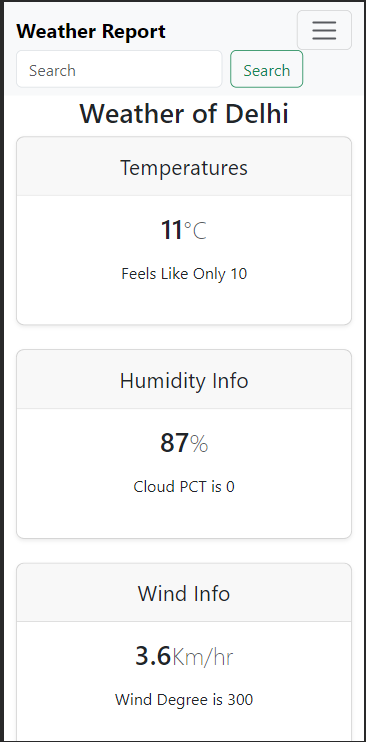 Weather Report
Search Search
Weather of Delhi
Temperatures
11°C
Feels Like Only 10
Humidity Info
87%
Cloud PCT is 0
Wind Info
3.6Km/hr
Wind Degree is 300